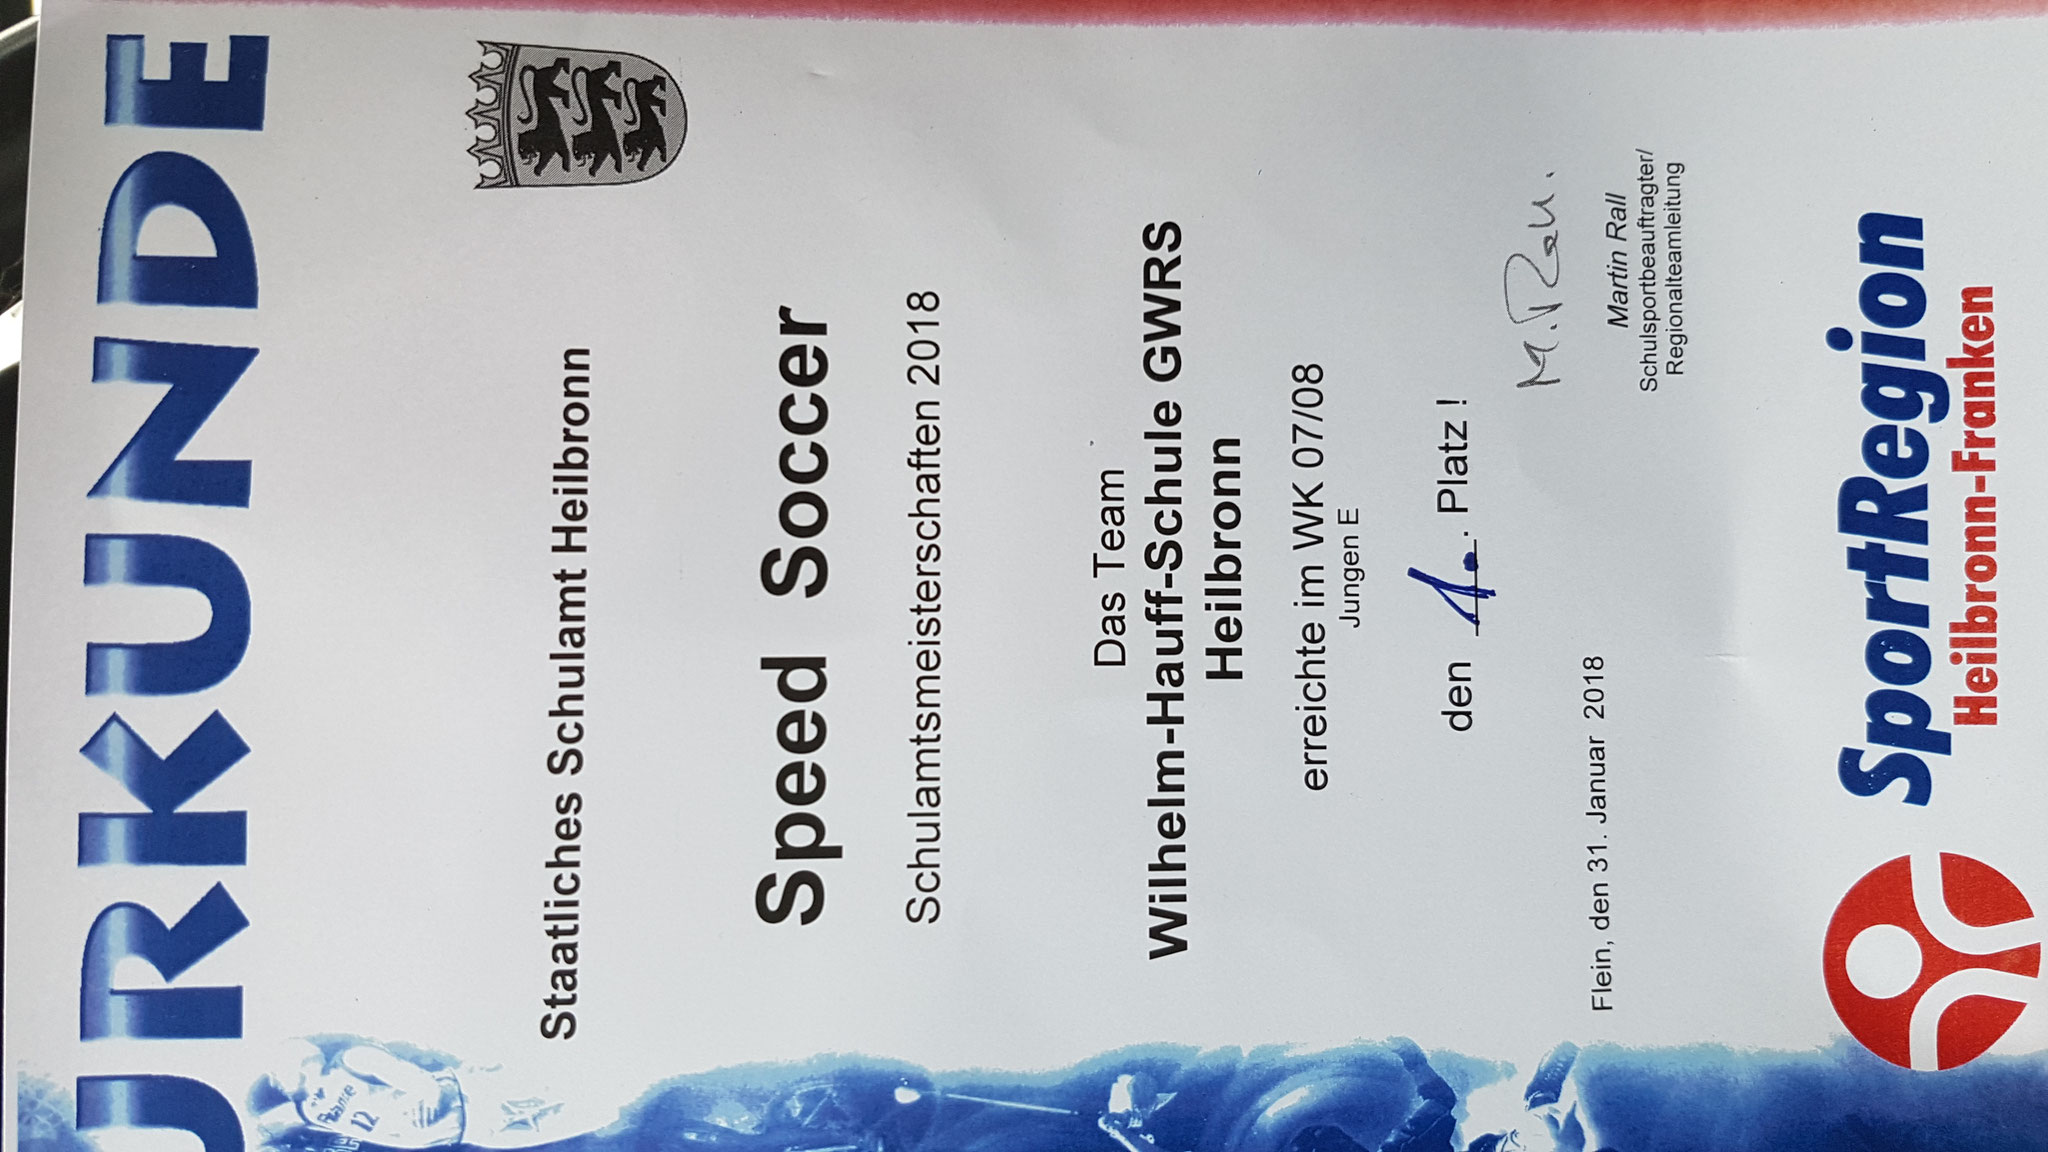 URKUNDE
Staatliches Schulamt Heilbronn
Speed Soccer
Schulamtsmeisterschaften 2018
Das Team
Wilhelm-Hauff-Schule GWRS
Heilbronn
erreichte im WK 07/08
Jungen E
den 1. Platz !
M. Rall.
Flein, den 31. Januar 2018
Martin Rall
Schulsportbeauftragter/
Regionalteamleitung
SportRegion
Heilbronn-Franken
12